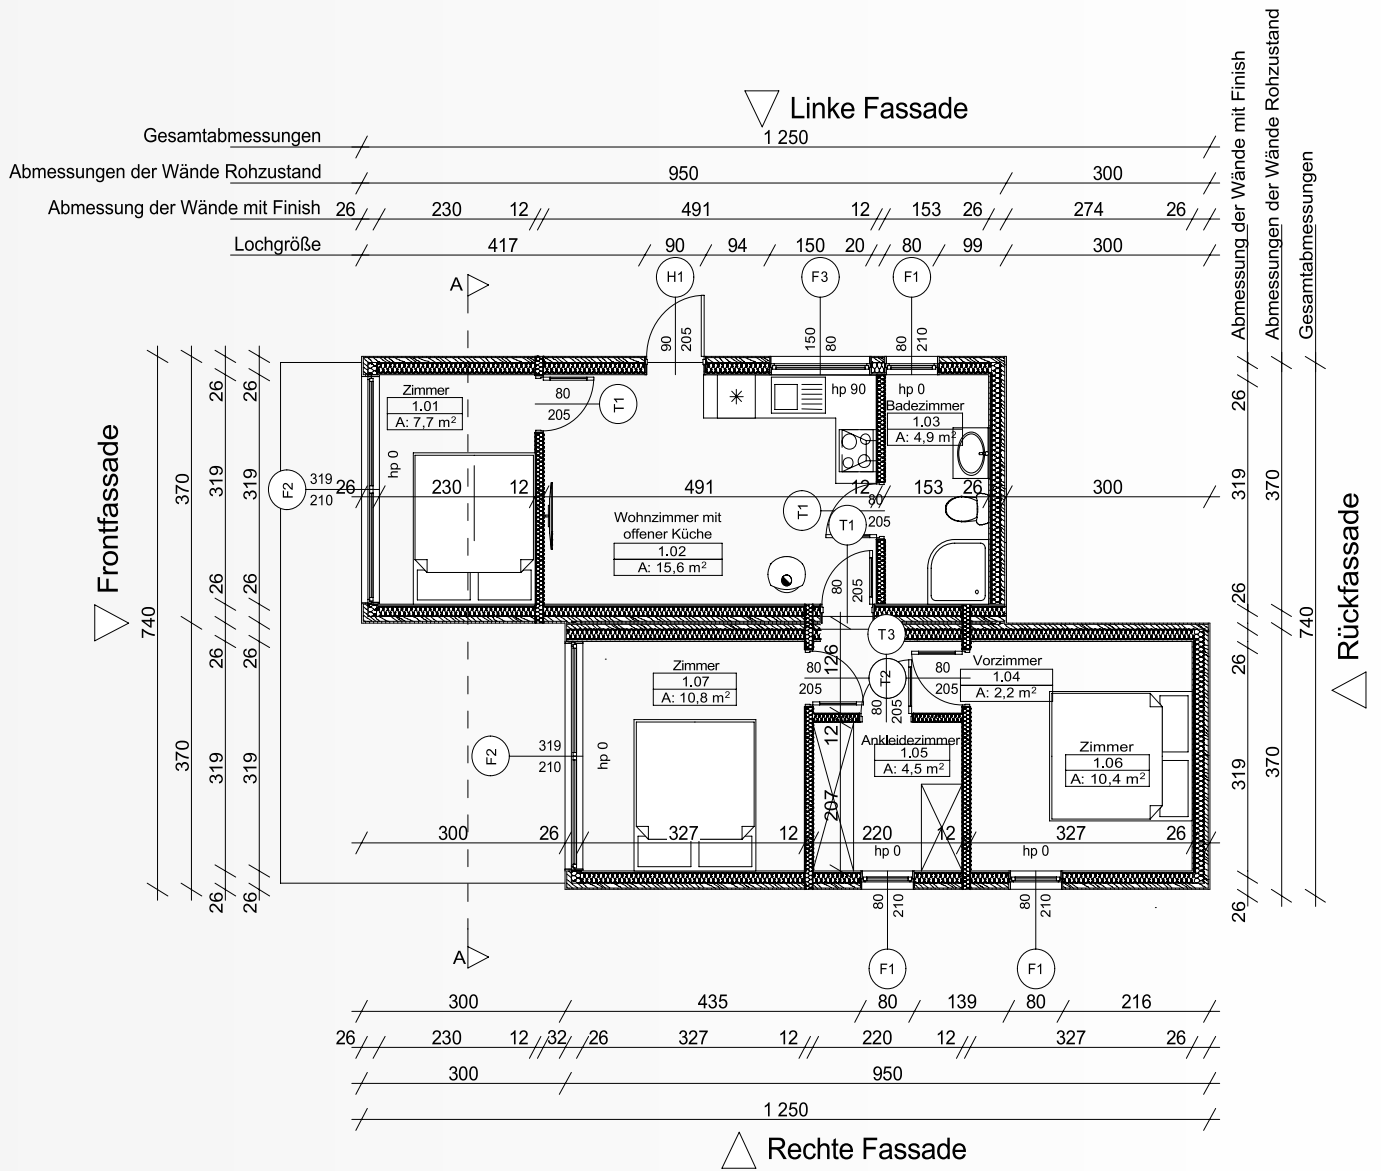 Linke Fassade
Gesamtabmessungen 1 250
Abmessungen der Wände Rohzustand 950 300
Abmessung der Wände mit Finish 26 230 12 491 12 153 26 274 26
Lochgröße 417 90 94 150 20 80 99 300
Abmessung der Wände mit Finish
Abmessungen der Wände Rohzustand
Gesamtabmessungen
A
H1
F3
F1
90
205
150
80
80
210
26
26
Zimmer
1.01
A: 7,7 m²
80
205
T1
hp 90
hp 0
Badezimmer
1.03
A: 4,9 m²
26
Frontfassade
740
370
319
319
F2
319
210
hp 0
26 230 12 491 12 153 26 300
319
370
Rückfassade
740
T1
80
205
T1
Wohnzimmer mit
offener Küche
1.02
A: 15,6 m²
80
205
26
26
26
T3
26
26
126
26
Zimmer
1.07
A: 10,8 m²
80
205
T2
80
205
80
205
Vorzimmer
1.04
A: 2,2 m²
12
Ankleidezimmer
1.05
A: 4,5 m²
Zimmer
1.06
A: 10,4 m²
370
319
319
F2
319
210
hp 0
207
319
370
300 26 327 12 220 12 327 26
hp 0
hp 0
26
26
80
210
80
210
26
A
F1
F1
300 435 80 139 80 216
26 230 12 32 26 327 12 220 12 327 26
300 950
1 250
Rechte Fassade